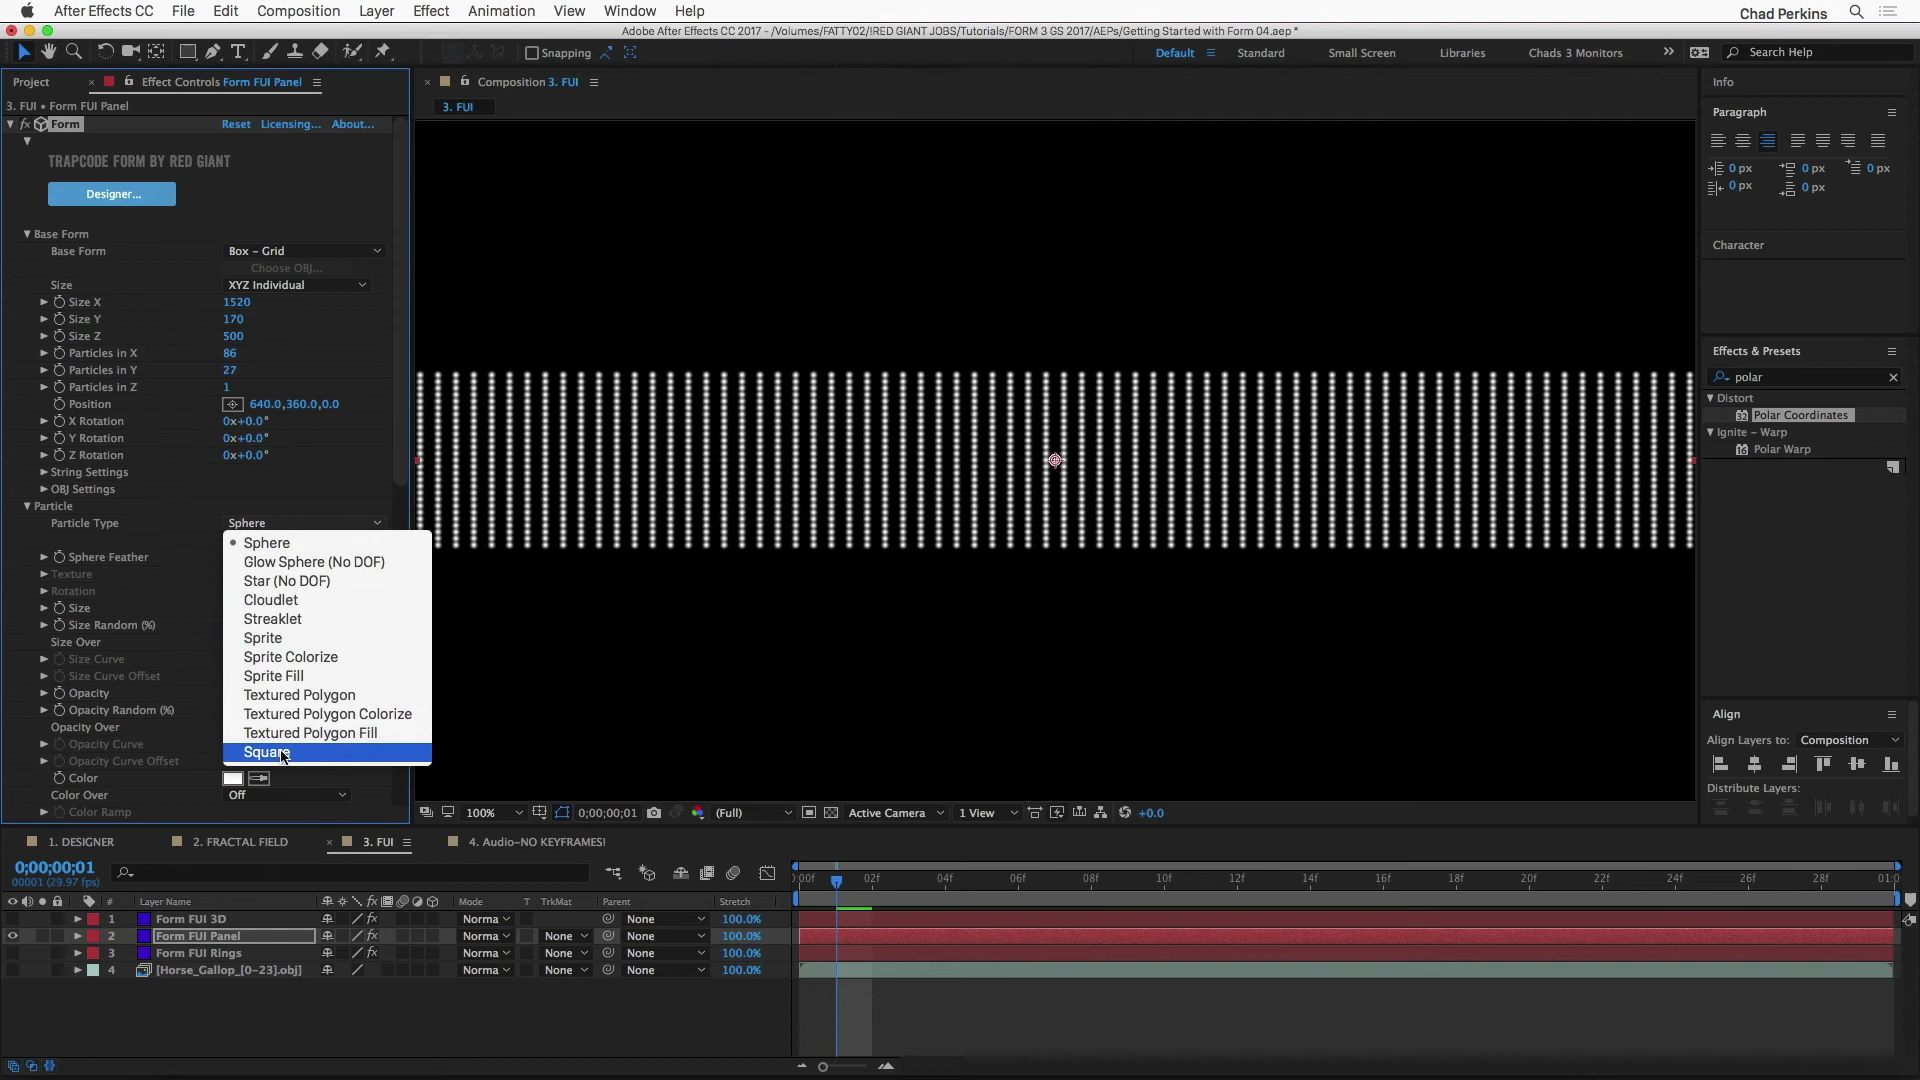 After Effects CC File Edit Composition Layer Effect Animation View Window Help Chad Perkins
Adobe After Effects CC 2017 - /Volumes/FATTY02/!RED GIANT JOBS/Tutorials/FORM 3 GS 2017/AEPs/Getting Started with Form 04.aep *
Snapping Default Standard Small Screen Libraries Chads 3 Monitors Search Help
Project Effect Controls Form FUI Panel
3. FUI • Form FUI Panel
fx Form Reset Licensing... About...
TRAPCODE FORM BY RED GIANT
Designer...
Base Form
Base Form Box – Grid
Choose OBJ...
Size XYZ Individual
Size X 1520
Size Y 170
Size Z 500
Particles in X 86
Particles in Y 27
Particles in Z 1
Position 640.0,360.0,0.0
X Rotation 0x+0.0°
Y Rotation 0x+0.0°
Z Rotation 0x+0.0°
String Settings
OBJ Settings
Particle
Particle Type Sphere
Sphere Feather
Texture
Rotation
Size
Size Random (%)
Size Over
Size Curve
Size Curve Offset
Opacity
Opacity Random (%)
Opacity Over
Opacity Curve
Opacity Curve Offset
Color
Color Over Off
Color Ramp
Sphere
Glow Sphere (No DOF)
Star (No DOF)
Cloudlet
Streaklet
Sprite
Sprite Colorize
Sprite Fill
Textured Polygon
Textured Polygon Colorize
Textured Polygon Fill
Square
Composition 3. FUI
3. FUI
100% 0;00;00;01 (Full) Active Camera 1 View +0.0
Info
Paragraph
0 px 0 px 0 px
0 px 0 px
Character
Effects & Presets
polar
Distort
32 Polar Coordinates
Ignite – Warp
16 Polar Warp
Align
Align Layers to: Composition
Distribute Layers:
1. DESIGNER 2. FRACTAL FIELD 3. FUI 4. Audio-NO KEYFRAMES!
0;00;00;01
00001 (29.97 fps)
:00f 02f 04f 06f 08f 10f 12f 14f 16f 18f 20f 22f 24f 26f 28f 01:0
# Layer Name fx Mode T TrkMat Parent Stretch
1 Form FUI 3D fx Norma None 100.0%
2 Form FUI Panel fx Norma None None 100.0%
3 Form FUI Rings fx Norma None None 100.0%
4 [Horse_Gallop_[0-23].obj] Norma None None 100.0%